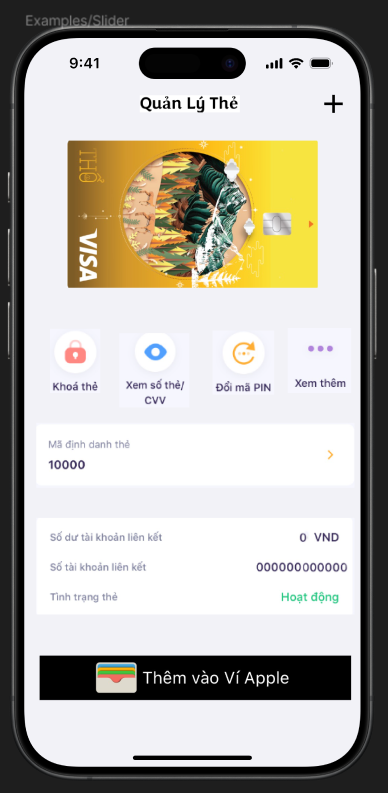 Examples/Slider
9:41
Quản Lý Thẻ
+
THỔ
VISA
Khoá thẻ
Xem số thẻ/
CVV
Đổi mã PIN
Xem thêm
Mã định danh thẻ
10000
Số dư tài khoản liên kết
0 VND
Số tài khoản liên kết
000000000000
Tình trạng thẻ
Hoạt động
Thêm vào Ví Apple